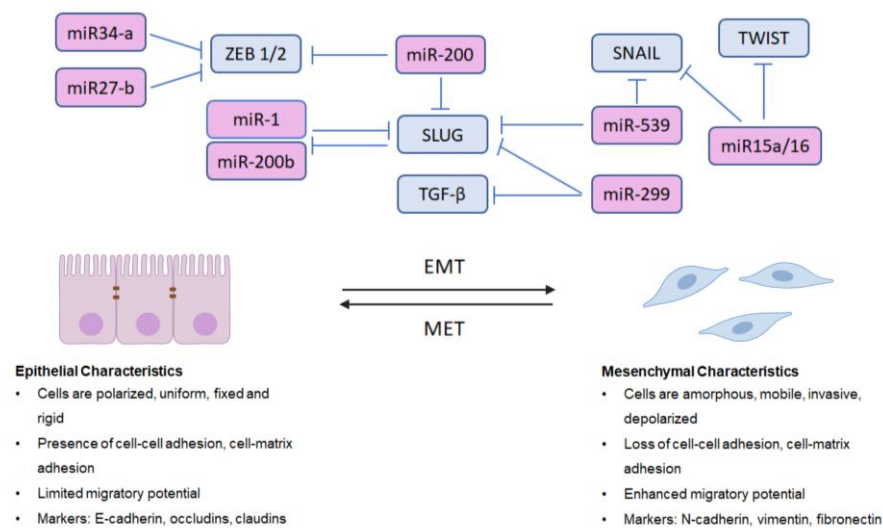 miR34-a
ZEB 1/2
miR-200
SNAIL
TWIST
miR27-b
miR-1
miR-200b
SLUG
miR-539
miR15a/16
TGF-β
miR-299
EMT
MET
Epithelial Characteristics
• Cells are polarized, uniform, fixed and
rigid
• Presence of cell-cell adhesion, cell-matrix
adhesion
• Limited migratory potential
• Markers: E-cadherin, occludins, claudins
Mesenchymal Characteristics
• Cells are amorphous, mobile, invasive,
depolarized
• Loss of cell-cell adhesion, cell-matrix
adhesion
• Enhanced migratory potential
• Markers: N-cadherin, vimentin, fibronectin